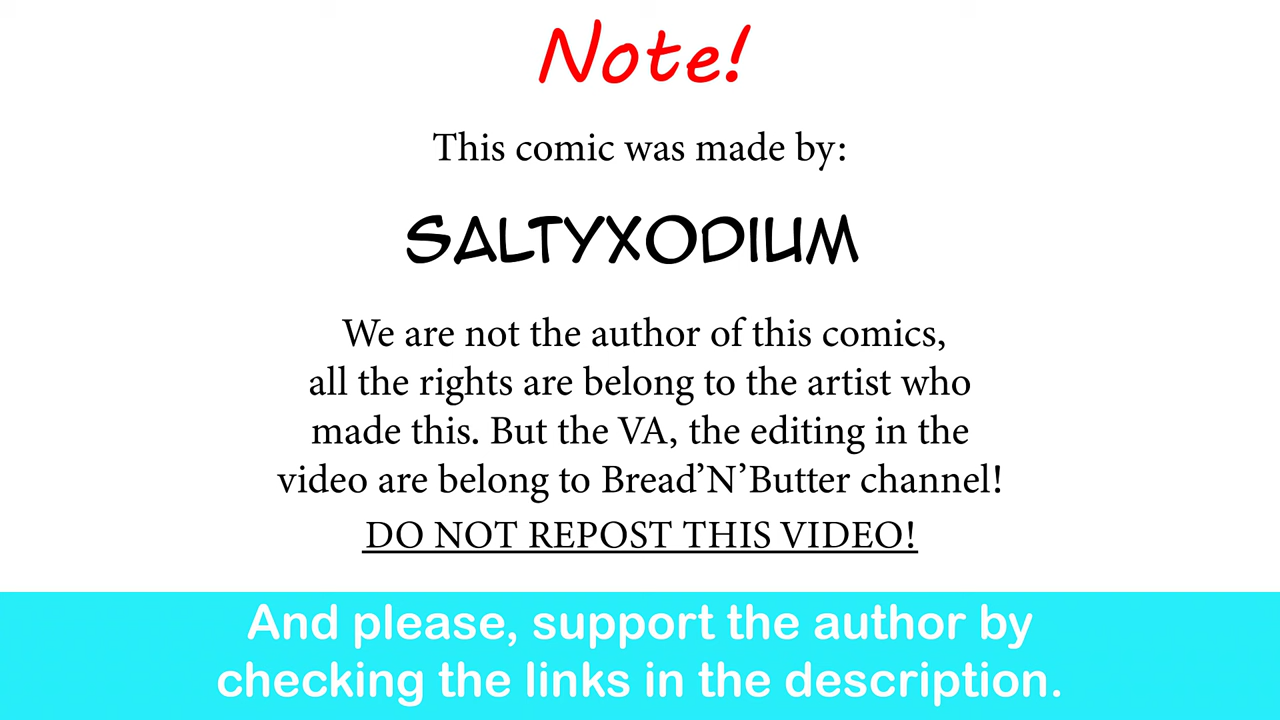 Note!
This comic was made by:
SALTYXODIUM
We are not the author of this comics,
all the rights are belong to the artist who
made this. But the VA, the editing in the
video are belong to Bread’N’Butter channel!
DO NOT REPOST THIS VIDEO!
And please, support the author by
checking the links in the description.